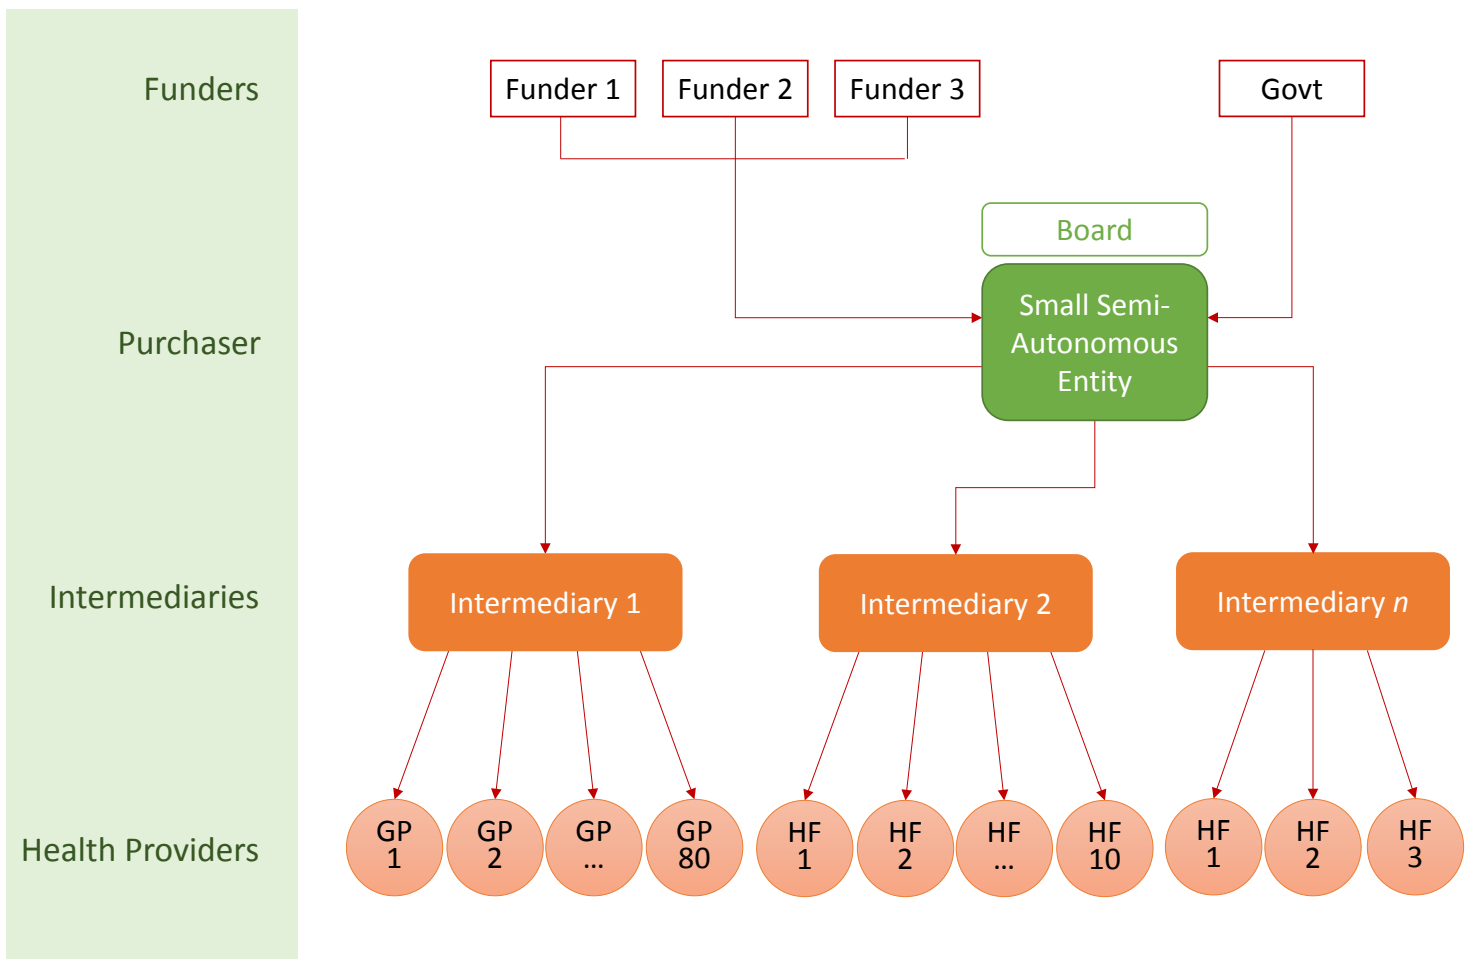 Funders
Funder 1
Funder 2
Funder 3
Govt
Board
Purchaser
Small Semi-
Autonomous
Entity
Intermediaries
Intermediary 1
Intermediary 2
Intermediary n
Health Providers
GP
1
GP
2
GP
...
GP
80
HF
1
HF
2
HF
...
HF
10
HF
1
HF
2
HF
3